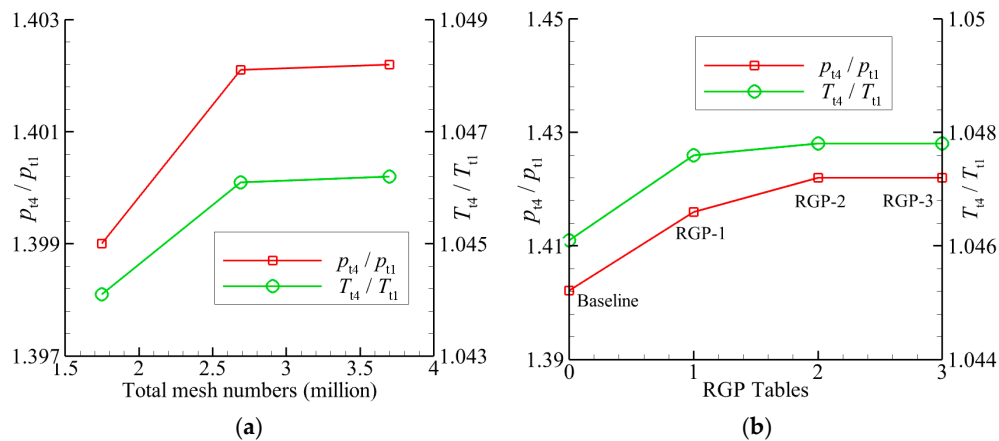 1.403
1.401
1.399
1.397
p_t4 / p_t1
1.049
1.047
1.045
1.043
T_t4 / T_t1
p_t4 / p_t1
T_t4 / T_t1
1.5
2
2.5
3
3.5
4
Total mesh numbers (million)
(a)
1.45
1.43
1.41
1.39
p_t4 / p_t1
1.05
1.048
1.046
1.044
T_t4 / T_t1
p_t4 / p_t1
T_t4 / T_t1
Baseline
RGP-1
RGP-2
RGP-3
0
1
2
3
RGP Tables
(b)